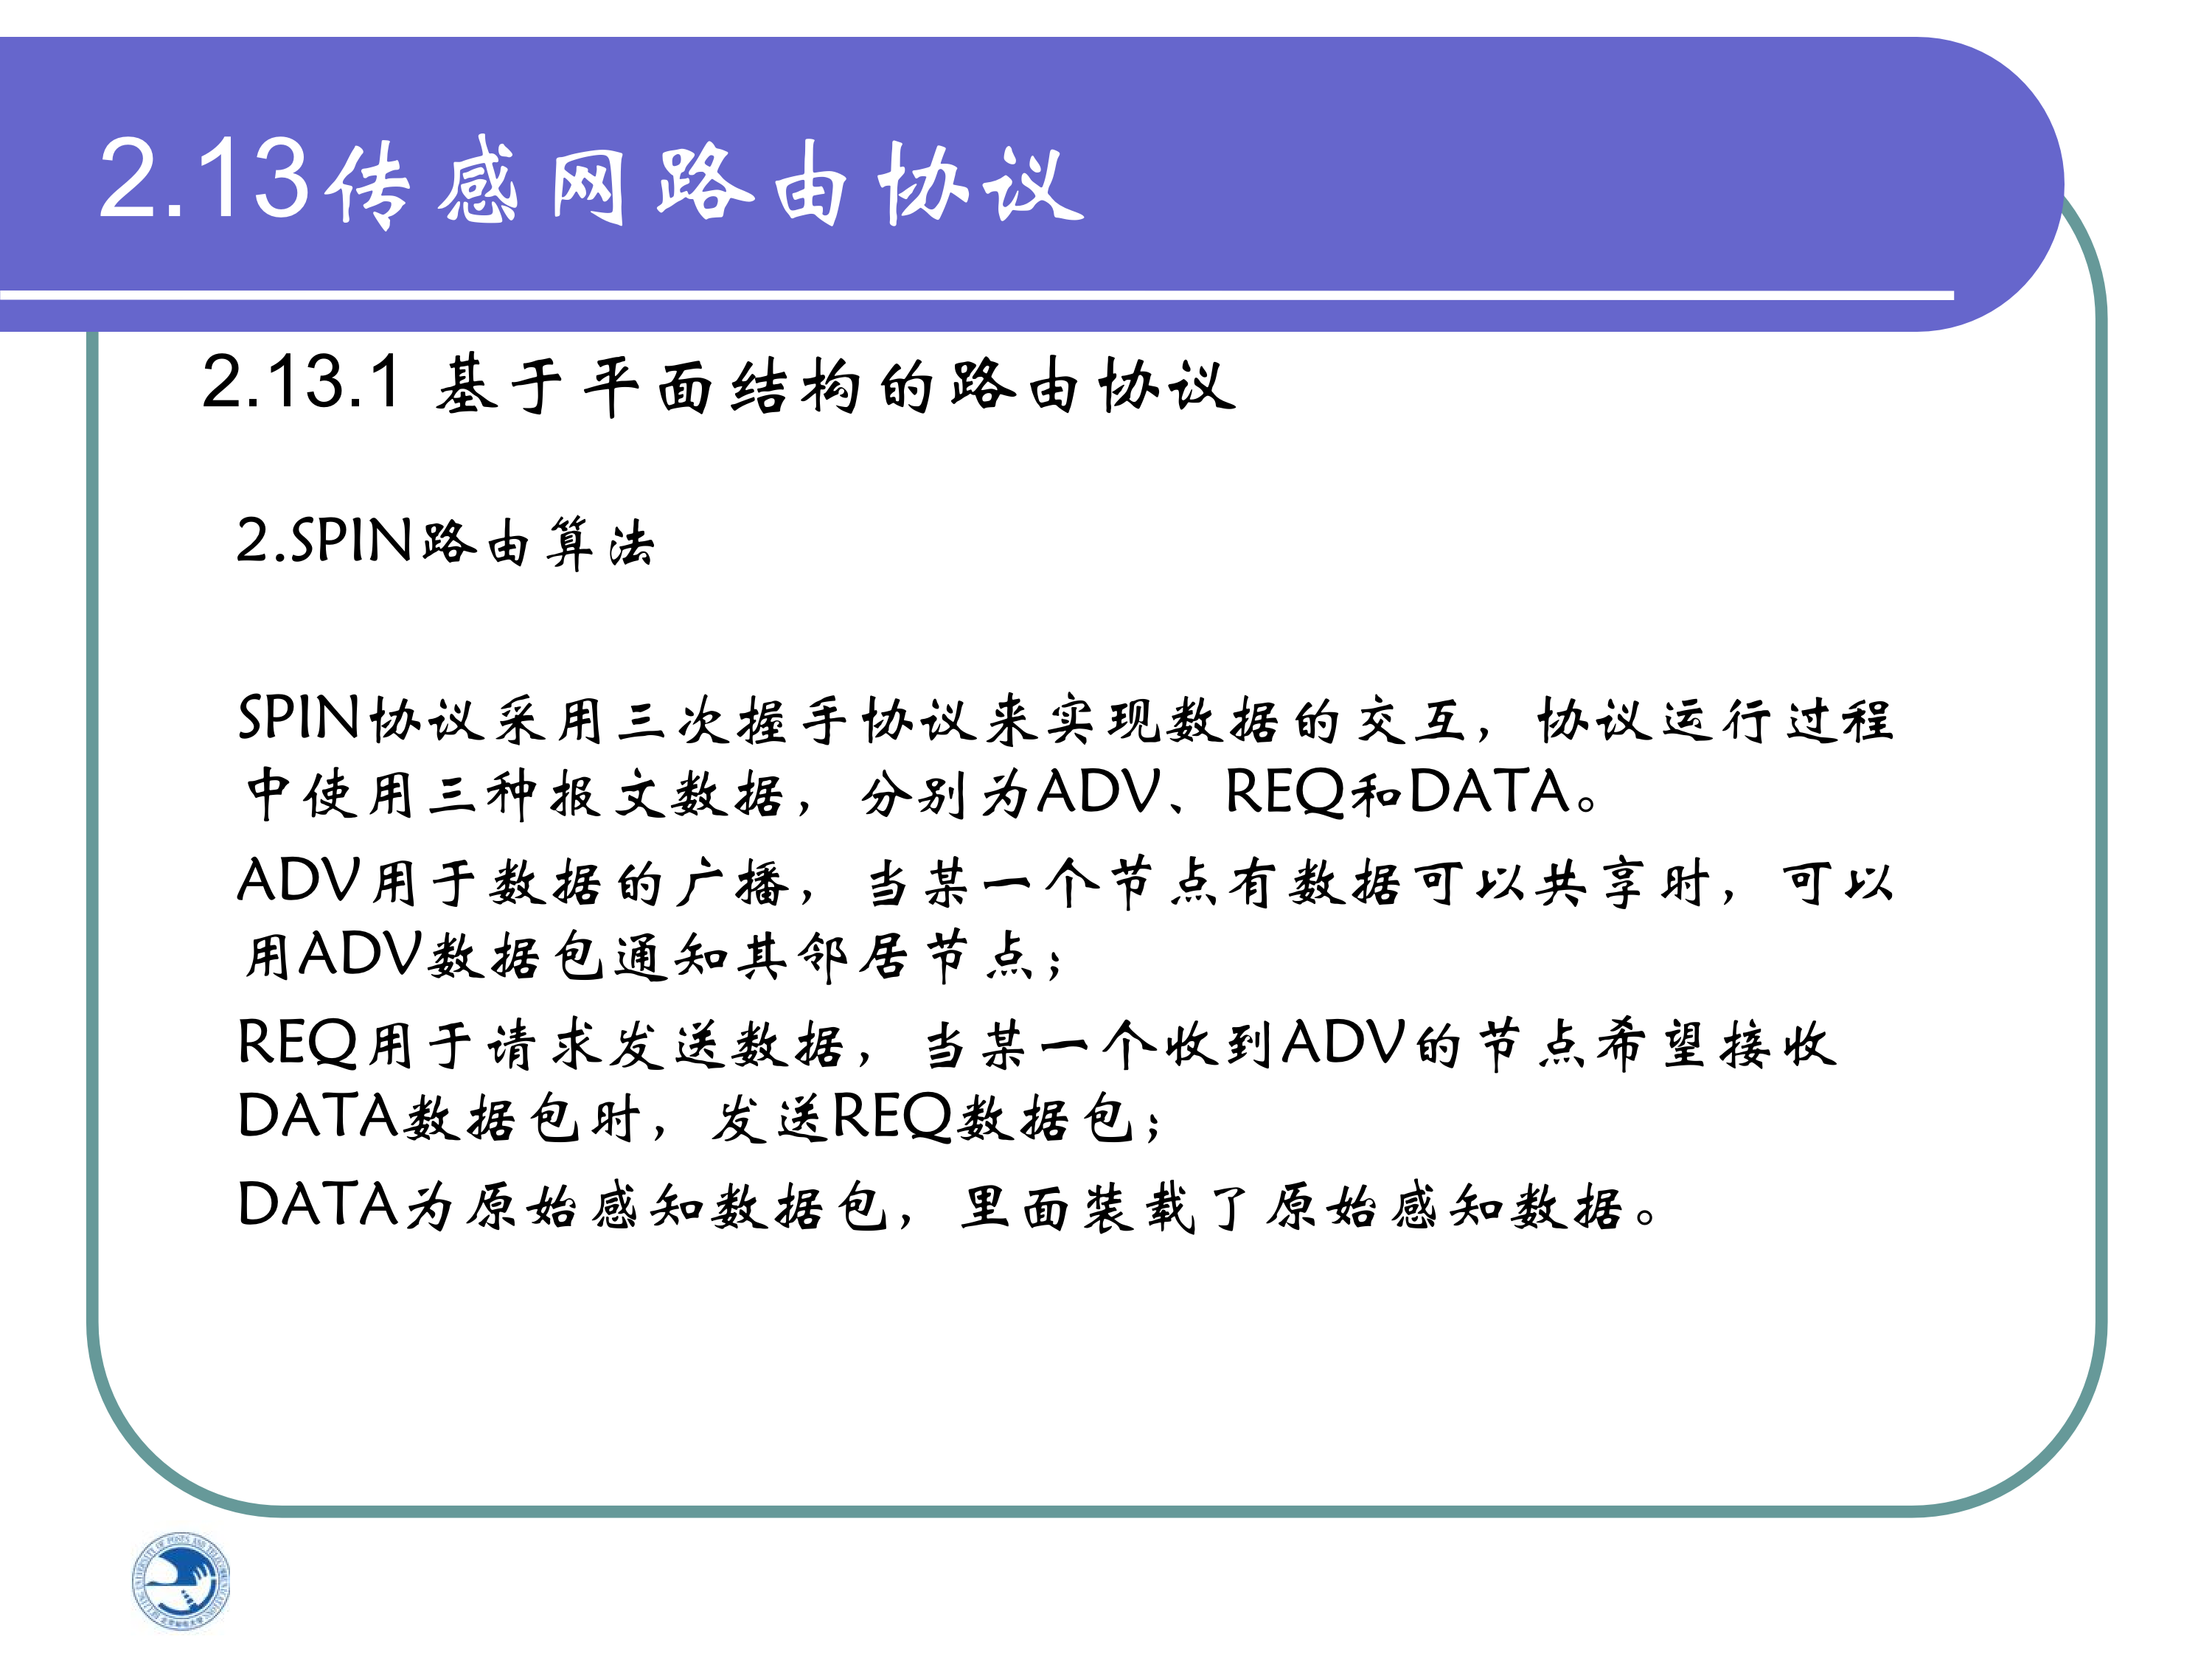 2.13传感网路由协议
2.13.1 基于平面结构的路由协议
2.SPIN路由算法
SPIN协议采用三次握手协议来实现数据的交互，协议运行过程
中使用三种报文数据，分别为ADV、REQ和DATA。
ADV用于数据的广播，当某一个节点有数据可以共享时，可以
用ADV数据包通知其邻居节点；
REQ用于请求发送数据，当某一个收到ADV的节点希望接收
DATA数据包时，发送REQ数据包；
DATA为原始感知数据包，里面装载了原始感知数据。